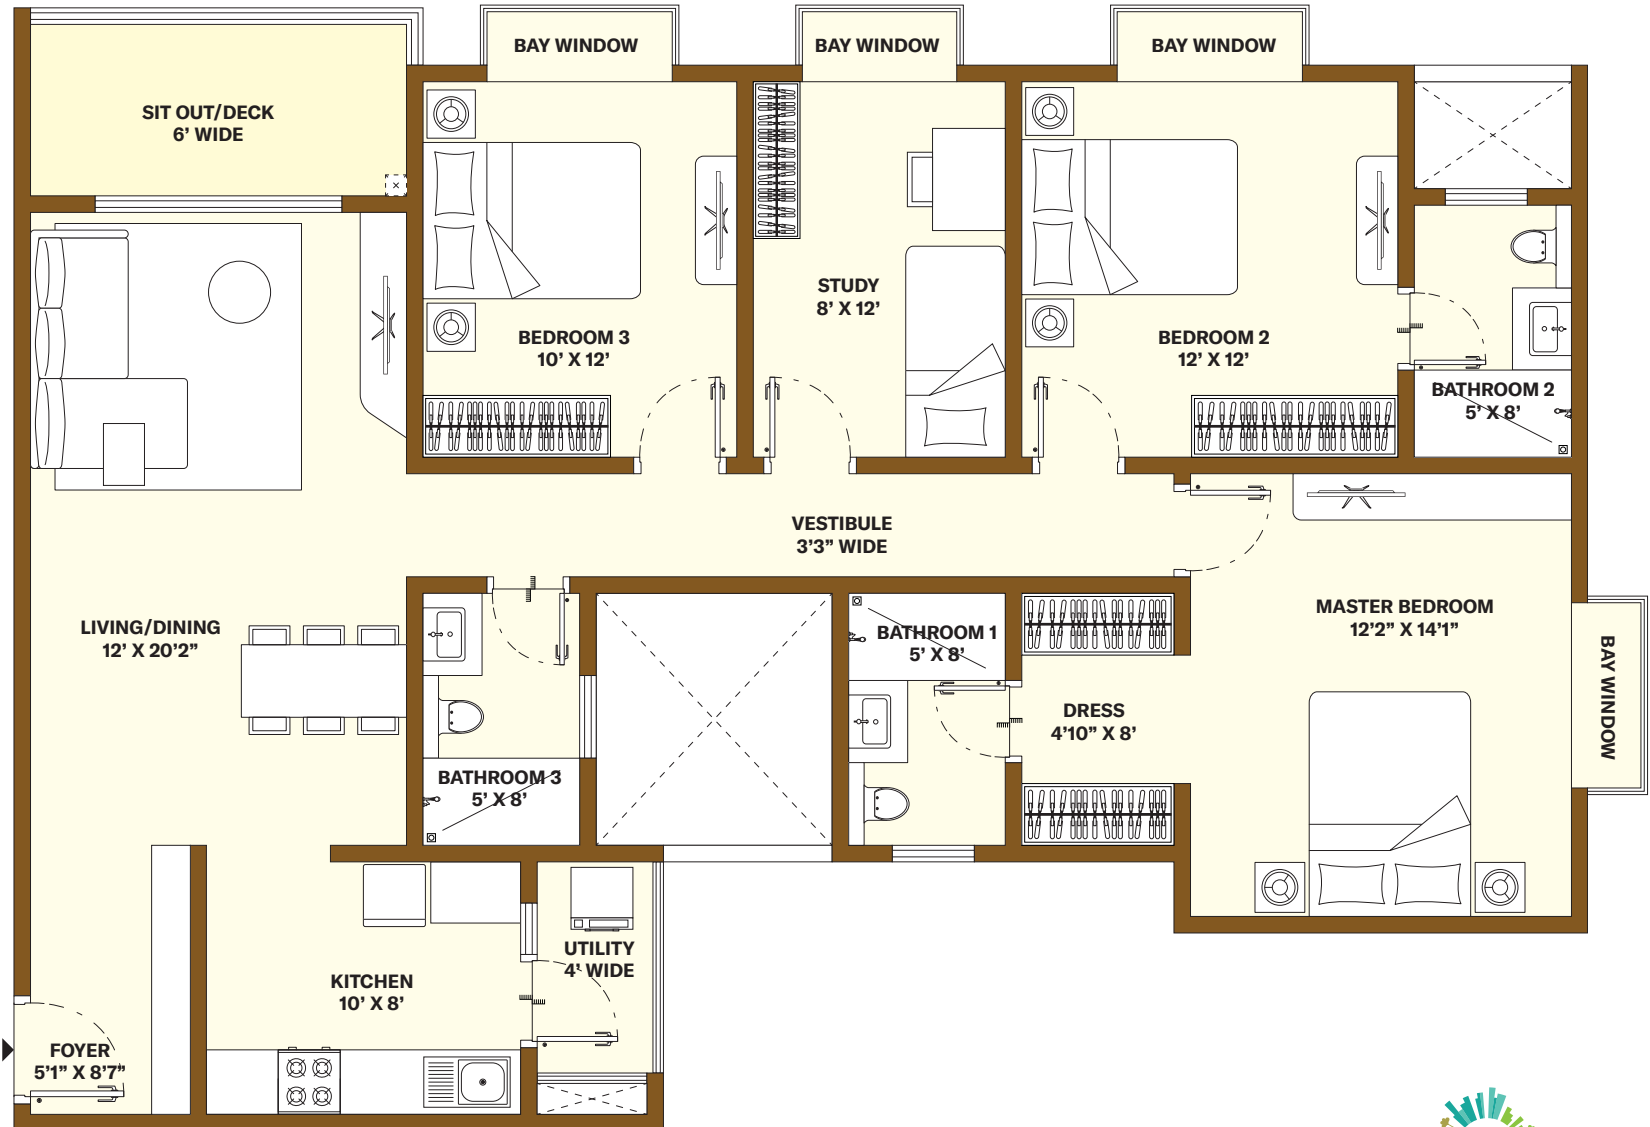 BAY WINDOW
BAY WINDOW
BAY WINDOW
SIT OUT/DECK
6’ WIDE
STUDY
8’ X 12’
BEDROOM 3
10’ X 12’
BEDROOM 2
12’ X 12’
BATHROOM 2
5’ X 8’
VESTIBULE
3’3” WIDE
LIVING/DINING
12’ X 20’2”
BATHROOM 1
5’ X 8’
MASTER BEDROOM
12’2” X 14’1”
BAY WINDOW
DRESS
4’10” X 8’
BATHROOM 3
5’ X 8’
UTILITY
4’ WIDE
KITCHEN
10’ X 8’
FOYER
5’1” X 8’7”